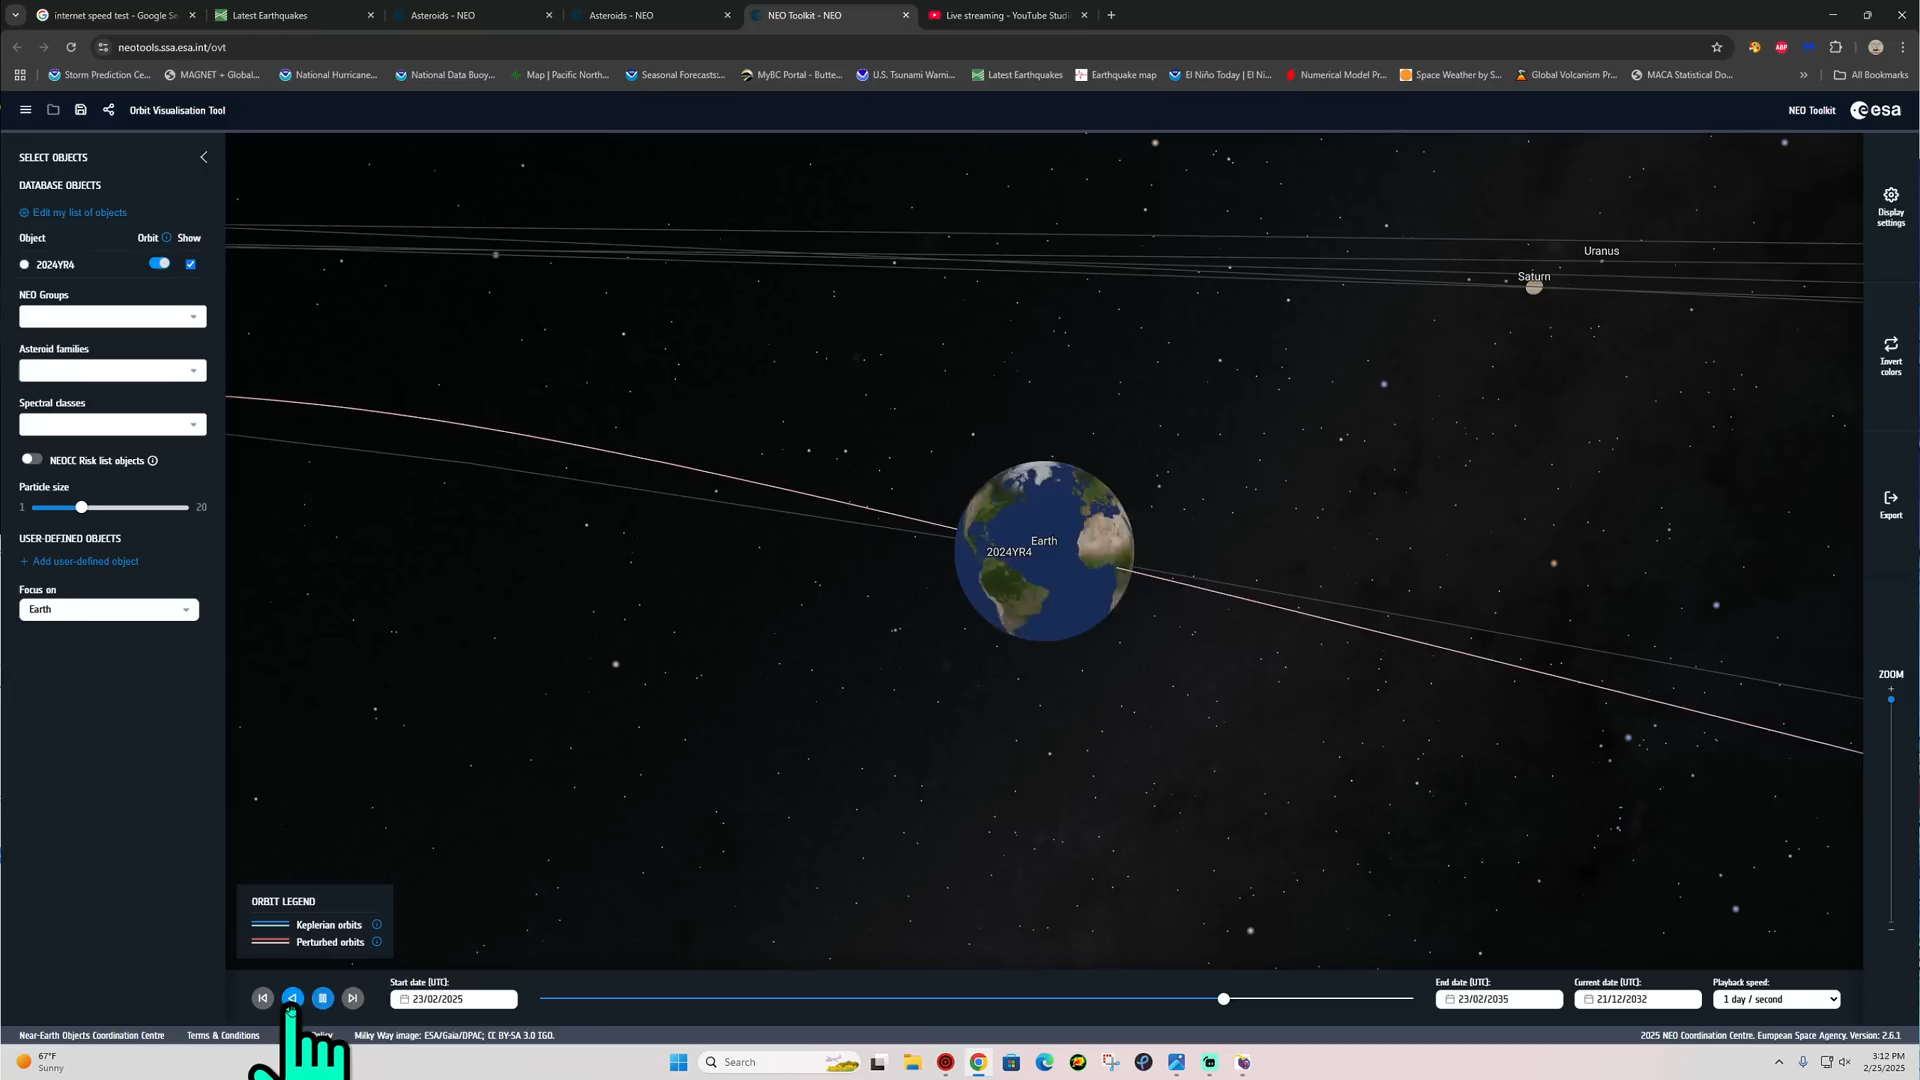 internet speed test - Google Se
Latest Earthquakes
Asteroids - NEO
Asteroids - NEO
NEO Toolkit - NEO
Live streaming - YouTube Studi
neotools.ssa.esa.int/ovt
ABP
Storm Prediction Ce...
MAGNET + Global...
National Hurricane...
National Data Buoy...
Map | Pacific North...
Seasonal Forecasts:...
MyBC Portal - Butte...
U.S. Tsunami Warni...
Latest Earthquakes
Earthquake map
El Niño Today | El Ni...
Numerical Model Pr...
Space Weather by S...
Global Volcanism Pr...
MACA Statistical Do...
All Bookmarks
Orbit Visualisation Tool
NEO Toolkit
esa
SELECT OBJECTS
DATABASE OBJECTS
Edit my list of objects
Object Orbit Show
2024YR4
NEO Groups
Asteroid families
Spectral classes
NEOCC Risk list objects
Particle size
1 20
USER-DEFINED OBJECTS
+ Add user-defined object
Focus on
Earth
Uranus
Saturn
Earth
2024YR4
Display
settings
Invert
colors
Export
ZOOM
+
-
ORBIT LEGEND
Keplerian orbits
Perturbed orbits
Start date (UTC):
23/02/2025
End date (UTC):
23/02/2035
Current date (UTC):
21/12/2032
Playback speed:
1 day / second
Near-Earth Objects Coordination Centre
Terms & Conditions
Policy
Milky Way image: ESA/Gaia/DPAC; CC BY-SA 3.0 IGO.
2025 NEO Coordination Centre. European Space Agency. Version: 2.6.1
67°F
Sunny
Search
3:12 PM
2/25/2025